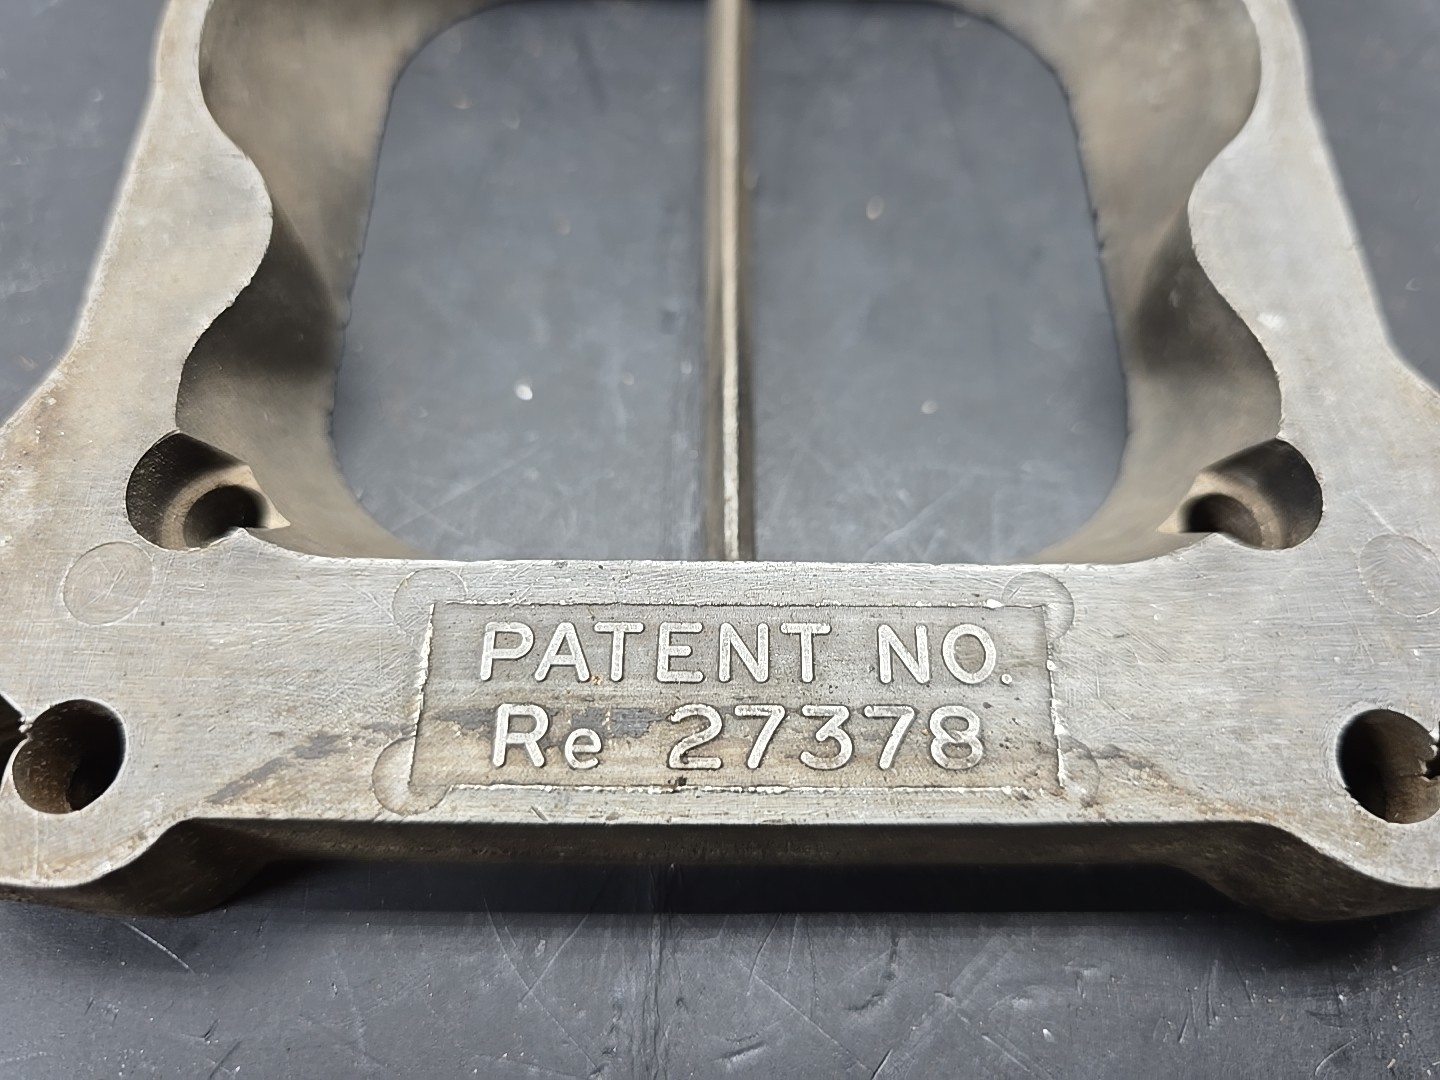 PATENT NO.
Re 27378